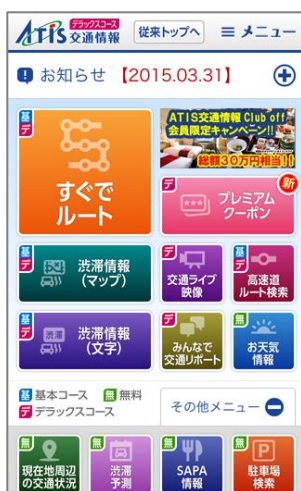 ATIS デラックスコース
交通情報
従来トップへ
メニュー
お知らせ 【2015.03.31】
基
デ
すぐで
ルート
ATIS交通情報 Club off
会員限定キャンペーン!!
総額30万円相当!!
デ
新
プレミアム
クーポン
基
デ
渋滞情報
(マップ)
デ
交通ライブ
映像
基
デ
高速道
ルート検索
基
デ
渋滞
渋滞情報
(文字)
デ
みんなで
交通リポート
無
お天気
情報
基 基本コース 無 無料
デ デラックスコース
その他メニュー
無
現在地周辺
の交通状況
無
渋滞
予測
無
SAPA
情報
無
P
駐車場
検索